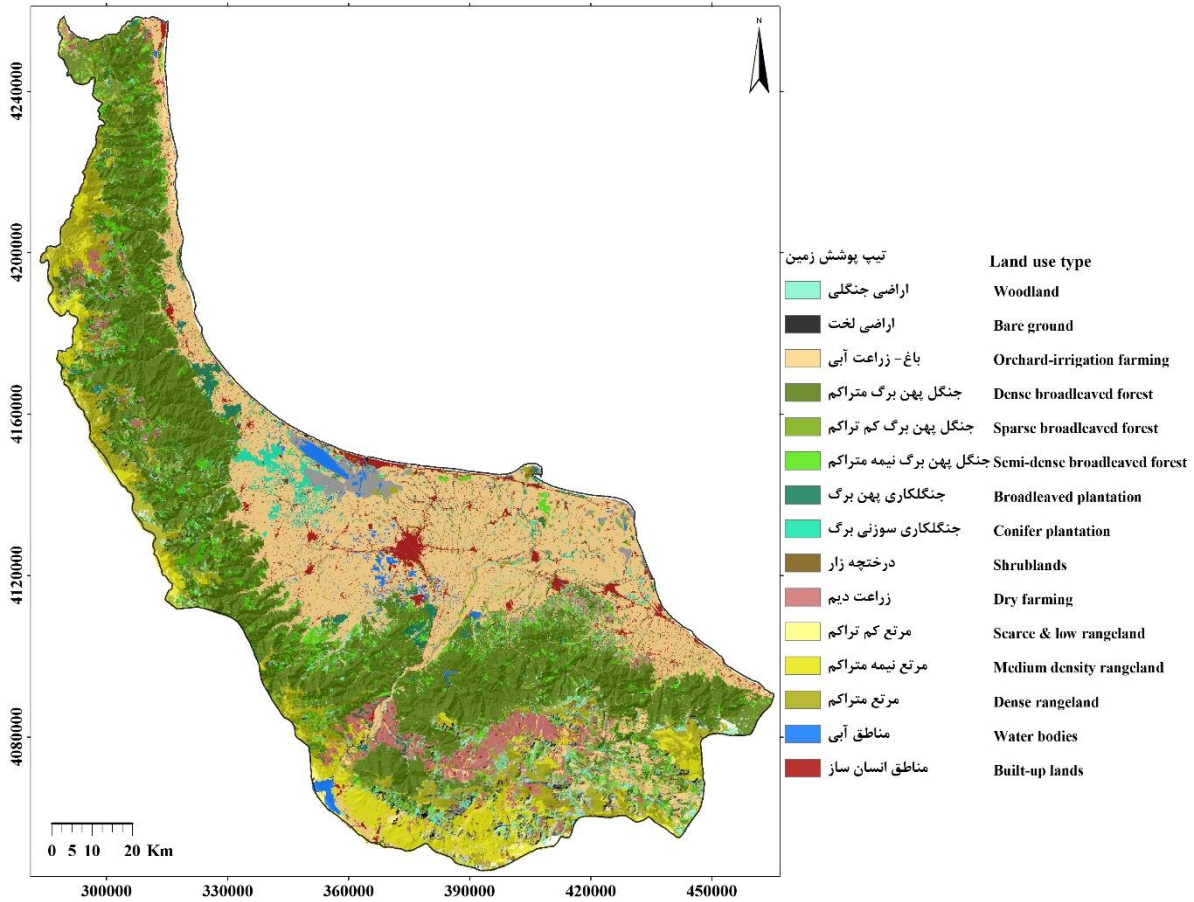 N
4240000
4200000
4160000
4120000
4080000
0 5 10 20 Km
300000 330000 360000 390000 420000 450000
تیپ پوشش زمین Land use type
اراضی جنگلی Woodland
اراضی لخت Bare ground
باغ- زراعت آبی Orchard-irrigation farming
جنگل پهن برگ متراکم Dense broadleaved forest
جنگل پهن برگ کم تراکم Sparse broadleaved forest
جنگل پهن برگ نیمه متراکم Semi-dense broadleaved forest
جنگلکاری پهن برگ Broadleaved plantation
جنگلکاری سوزنی برگ Conifer plantation
درختچه زار Shrublands
زراعت دیم Dry farming
مرتع کم تراکم Scarce & low rangeland
مرتع نیمه متراکم Medium density rangeland
مرتع متراکم Dense rangeland
مناطق آبی Water bodies
مناطق انسان ساز Built-up lands